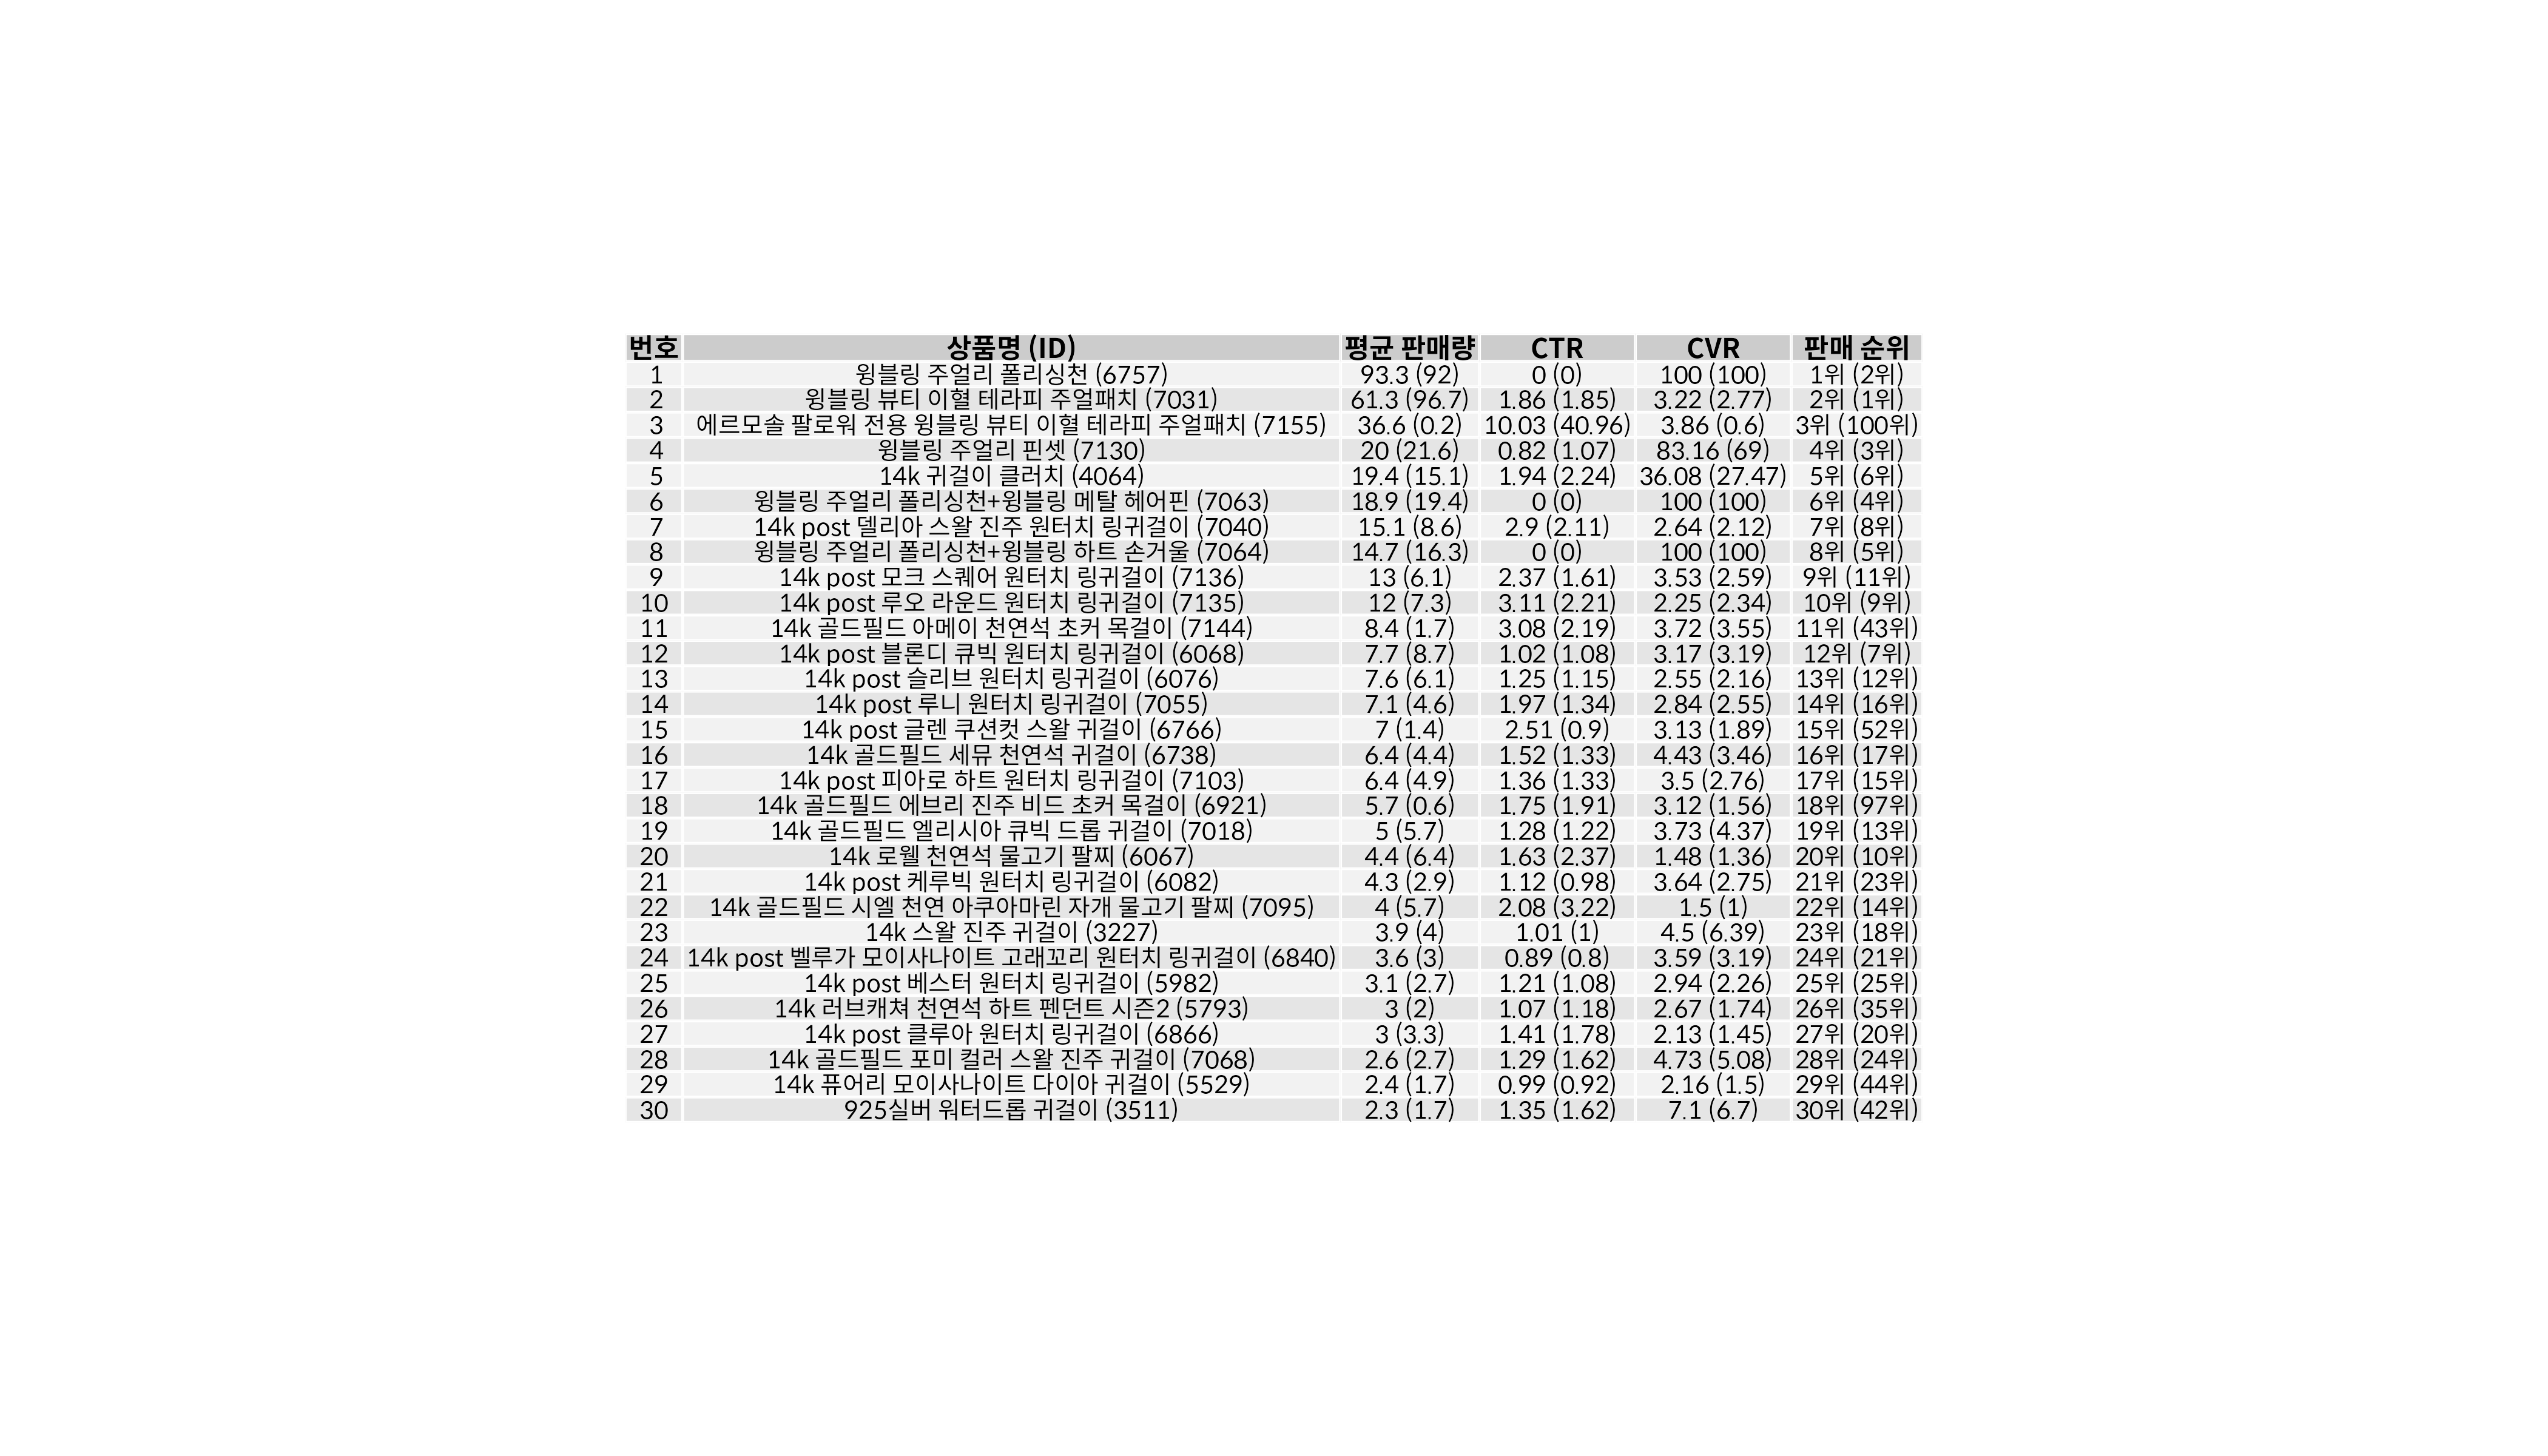 번호 상품명 (ID) 평균 판매량 CTR CVR 판매 순위
1 윙블링 주얼리 폴리싱천 (6757) 93.3 (92) 0 (0) 100 (100) 1위 (2위)
2 윙블링 뷰티 이혈 테라피 주얼패치 (7031) 61.3 (96.7) 1.86 (1.85) 3.22 (2.77) 2위 (1위)
3 에르모솔 팔로워 전용 윙블링 뷰티 이혈 테라피 주얼패치 (7155) 36.6 (0.2) 10.03 (40.96) 3.86 (0.6) 3위 (100위)
4 윙블링 주얼리 핀셋 (7130) 20 (21.6) 0.82 (1.07) 83.16 (69) 4위 (3위)
5 14k 귀걸이 클러치 (4064) 19.4 (15.1) 1.94 (2.24) 36.08 (27.47) 5위 (6위)
6 윙블링 주얼리 폴리싱천+윙블링 메탈 헤어핀 (7063) 18.9 (19.4) 0 (0) 100 (100) 6위 (4위)
7 14k post 델리아 스왈 진주 원터치 링귀걸이 (7040) 15.1 (8.6) 2.9 (2.11) 2.64 (2.12) 7위 (8위)
8 윙블링 주얼리 폴리싱천+윙블링 하트 손거울 (7064) 14.7 (16.3) 0 (0) 100 (100) 8위 (5위)
9 14k post 모크 스퀘어 원터치 링귀걸이 (7136) 13 (6.1) 2.37 (1.61) 3.53 (2.59) 9위 (11위)
10 14k post 루오 라운드 원터치 링귀걸이 (7135) 12 (7.3) 3.11 (2.21) 2.25 (2.34) 10위 (9위)
11 14k 골드필드 아메이 천연석 초커 목걸이 (7144) 8.4 (1.7) 3.08 (2.19) 3.72 (3.55) 11위 (43위)
12 14k post 블론디 큐빅 원터치 링귀걸이 (6068) 7.7 (8.7) 1.02 (1.08) 3.17 (3.19) 12위 (7위)
13 14k post 슬리브 원터치 링귀걸이 (6076) 7.6 (6.1) 1.25 (1.15) 2.55 (2.16) 13위 (12위)
14 14k post 루니 원터치 링귀걸이 (7055) 7.1 (4.6) 1.97 (1.34) 2.84 (2.55) 14위 (16위)
15 14k post 글렌 쿠션컷 스왈 귀걸이 (6766) 7 (1.4) 2.51 (0.9) 3.13 (1.89) 15위 (52위)
16 14k 골드필드 세뮤 천연석 귀걸이 (6738) 6.4 (4.4) 1.52 (1.33) 4.43 (3.46) 16위 (17위)
17 14k post 피아로 하트 원터치 링귀걸이 (7103) 6.4 (4.9) 1.36 (1.33) 3.5 (2.76) 17위 (15위)
18 14k 골드필드 에브리 진주 비드 초커 목걸이 (6921) 5.7 (0.6) 1.75 (1.91) 3.12 (1.56) 18위 (97위)
19 14k 골드필드 엘리시아 큐빅 드롭 귀걸이 (7018) 5 (5.7) 1.28 (1.22) 3.73 (4.37) 19위 (13위)
20 14k 로웰 천연석 물고기 팔찌 (6067) 4.4 (6.4) 1.63 (2.37) 1.48 (1.36) 20위 (10위)
21 14k post 케루빅 원터치 링귀걸이 (6082) 4.3 (2.9) 1.12 (0.98) 3.64 (2.75) 21위 (23위)
22 14k 골드필드 시엘 천연 아쿠아마린 자개 물고기 팔찌 (7095) 4 (5.7) 2.08 (3.22) 1.5 (1) 22위 (14위)
23 14k 스왈 진주 귀걸이 (3227) 3.9 (4) 1.01 (1) 4.5 (6.39) 23위 (18위)
24 14k post 벨루가 모이사나이트 고래꼬리 원터치 링귀걸이 (6840) 3.6 (3) 0.89 (0.8) 3.59 (3.19) 24위 (21위)
25 14k post 베스터 원터치 링귀걸이 (5982) 3.1 (2.7) 1.21 (1.08) 2.94 (2.26) 25위 (25위)
26 14k 러브캐쳐 천연석 하트 펜던트 시즌2 (5793) 3 (2) 1.07 (1.18) 2.67 (1.74) 26위 (35위)
27 14k post 클루아 원터치 링귀걸이 (6866) 3 (3.3) 1.41 (1.78) 2.13 (1.45) 27위 (20위)
28 14k 골드필드 포미 컬러 스왈 진주 귀걸이 (7068) 2.6 (2.7) 1.29 (1.62) 4.73 (5.08) 28위 (24위)
29 14k 퓨어리 모이사나이트 다이아 귀걸이 (5529) 2.4 (1.7) 0.99 (0.92) 2.16 (1.5) 29위 (44위)
30 925실버 워터드롭 귀걸이 (3511) 2.3 (1.7) 1.35 (1.62) 7.1 (6.7) 30위 (42위)